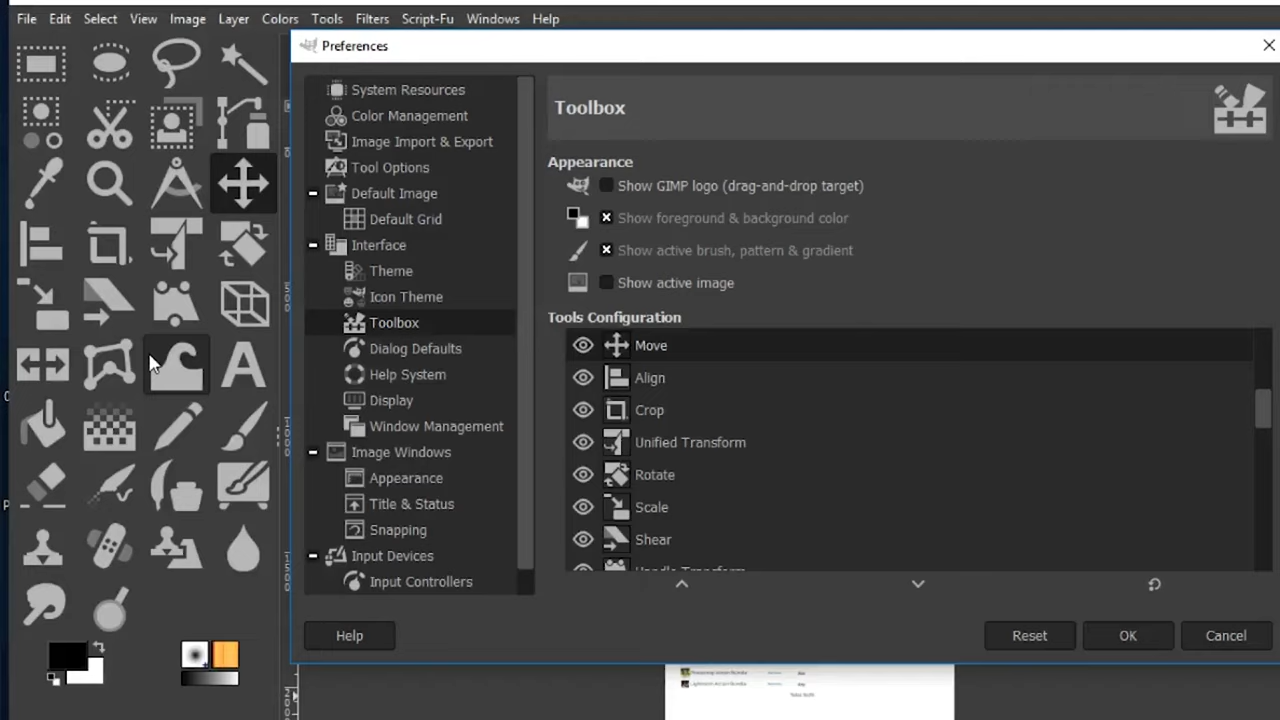 File Edit Select View Image Layer Colors Tools Filters Script-Fu Windows Help
Preferences
System Resources
Color Management
Image Import & Export
Tool Options
Default Image
Default Grid
Interface
Theme
Icon Theme
Toolbox
Dialog Defaults
Help System
Display
Window Management
Image Windows
Appearance
Title & Status
Snapping
Input Devices
Input Controllers
Toolbox
Appearance
Show GIMP logo (drag-and-drop target)
Show foreground & background color
Show active brush, pattern & gradient
Show active image
Tools Configuration
Move
Align
Crop
Unified Transform
Rotate
Scale
Shear
Handle Transform
Help
Reset
OK
Cancel